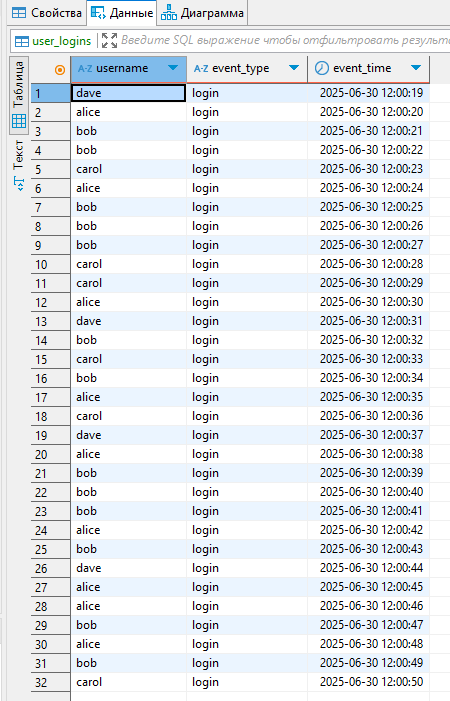 Свойства Данные Диаграмма
user_logins Введите SQL выражение чтобы отфильтровать результа
Таблица
Текст
A-Z username A-Z event_type event_time
1 dave login 2025-06-30 12:00:19
2 alice login 2025-06-30 12:00:20
3 bob login 2025-06-30 12:00:21
4 bob login 2025-06-30 12:00:22
5 carol login 2025-06-30 12:00:23
6 alice login 2025-06-30 12:00:24
7 bob login 2025-06-30 12:00:25
8 bob login 2025-06-30 12:00:26
9 bob login 2025-06-30 12:00:27
10 carol login 2025-06-30 12:00:28
11 carol login 2025-06-30 12:00:29
12 alice login 2025-06-30 12:00:30
13 dave login 2025-06-30 12:00:31
14 bob login 2025-06-30 12:00:32
15 carol login 2025-06-30 12:00:33
16 bob login 2025-06-30 12:00:34
17 alice login 2025-06-30 12:00:35
18 carol login 2025-06-30 12:00:36
19 dave login 2025-06-30 12:00:37
20 alice login 2025-06-30 12:00:38
21 bob login 2025-06-30 12:00:39
22 bob login 2025-06-30 12:00:40
23 bob login 2025-06-30 12:00:41
24 alice login 2025-06-30 12:00:42
25 bob login 2025-06-30 12:00:43
26 dave login 2025-06-30 12:00:44
27 alice login 2025-06-30 12:00:45
28 alice login 2025-06-30 12:00:46
29 bob login 2025-06-30 12:00:47
30 alice login 2025-06-30 12:00:48
31 bob login 2025-06-30 12:00:49
32 carol login 2025-06-30 12:00:50